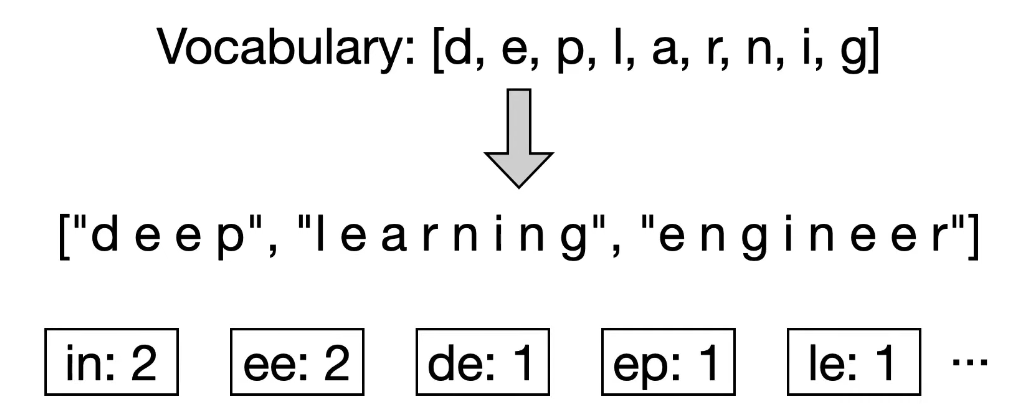 Vocabulary: [d, e, p, l, a, r, n, i, g]
["d e e p", "l e a r n i n g", "e n g i n e e r"]
in: 2 ee: 2 de: 1 ep: 1 le: 1 ...